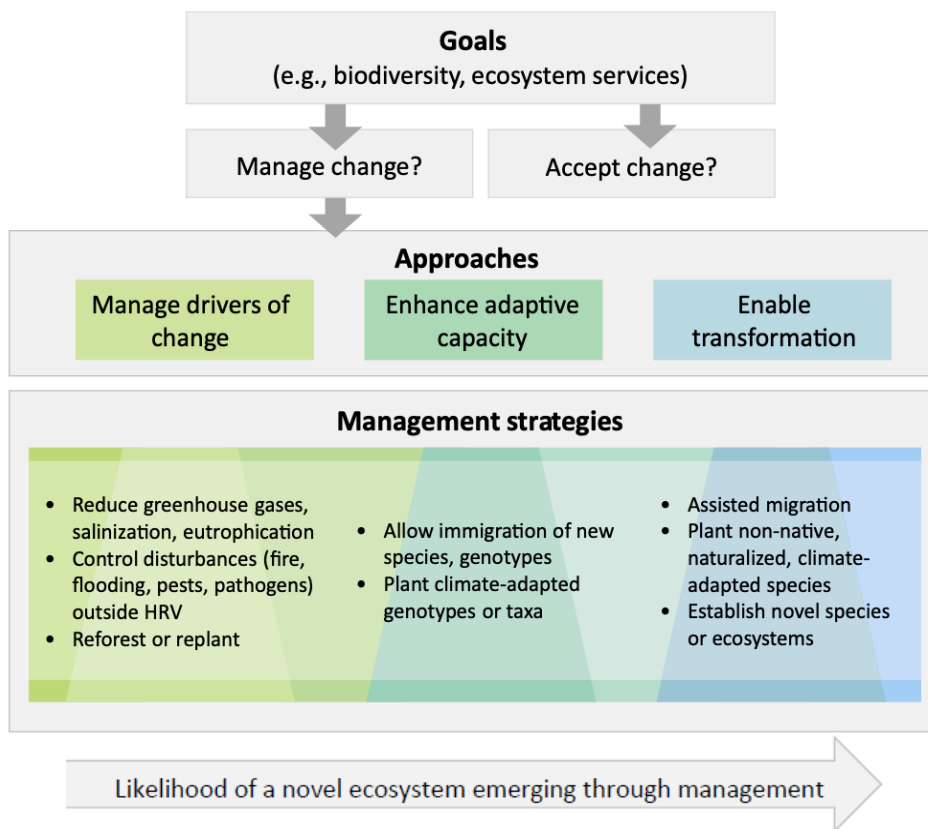 Goals
(e.g., biodiversity, ecosystem services)
Manage change?
Accept change?
Approaches
Manage drivers of
change
Enhance adaptive
capacity
Enable
transformation
Management strategies
• Reduce greenhouse gases,
salinization, eutrophication
• Control disturbances (fire,
flooding, pests, pathogens)
outside HRV
• Reforest or replant
• Allow immigration of new
species, genotypes
• Plant climate-adapted
genotypes or taxa
• Assisted migration
• Plant non-native,
naturalized, climate-
adapted species
• Establish novel species
or ecosystems
Likelihood of a novel ecosystem emerging through management